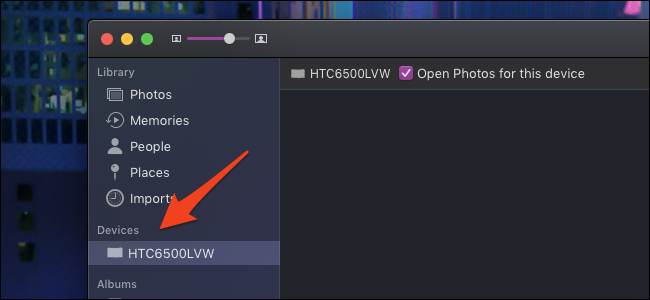 Library
Photos
Memories
People
Places
Imports
Devices
HTC6500LVW
Albums
HTC6500LVW Open Photos for this device